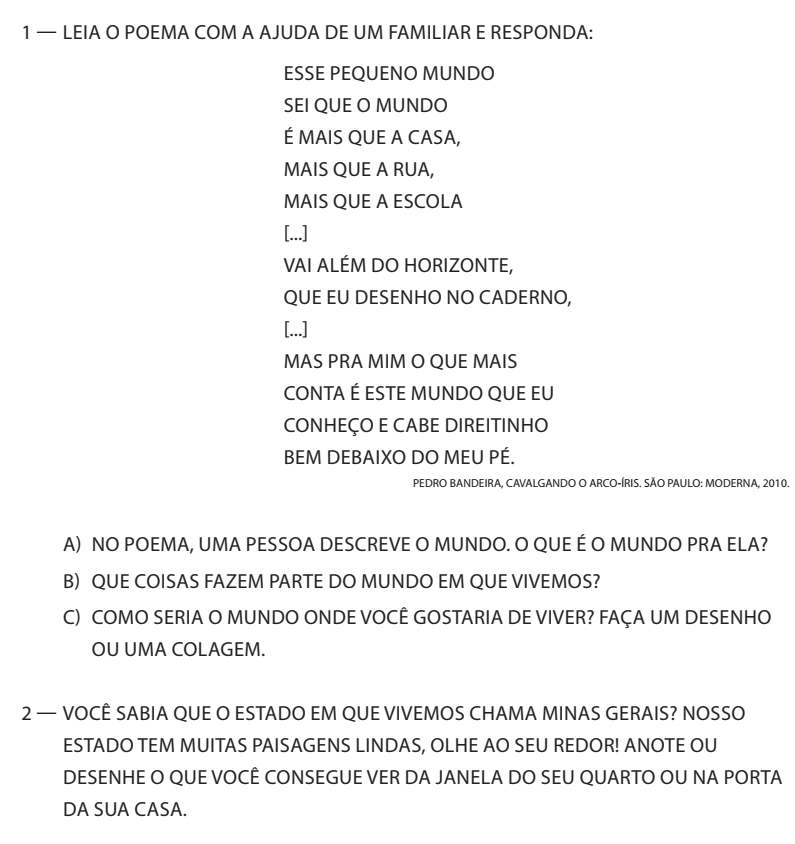 1 — LEIA O POEMA COM A AJUDA DE UM FAMILIAR E RESPONDA:
ESSE PEQUENO MUNDO
SEI QUE O MUNDO
É MAIS QUE A CASA,
MAIS QUE A RUA,
MAIS QUE A ESCOLA
[...]
VAI ALÉM DO HORIZONTE,
QUE EU DESENHO NO CADERNO,
[...]
MAS PRA MIM O QUE MAIS
CONTA É ESTE MUNDO QUE EU
CONHEÇO E CABE DIREITINHO
BEM DEBAIXO DO MEU PÉ.
PEDRO BANDEIRA, CAVALGANDO O ARCO-ÍRIS. SÃO PAULO: MODERNA, 2010.
A) NO POEMA, UMA PESSOA DESCREVE O MUNDO. O QUE É O MUNDO PRA ELA?
B) QUE COISAS FAZEM PARTE DO MUNDO EM QUE VIVEMOS?
C) COMO SERIA O MUNDO ONDE VOCÊ GOSTARIA DE VIVER? FAÇA UM DESENHO
OU UMA COLAGEM.
2 — VOCÊ SABIA QUE O ESTADO EM QUE VIVEMOS CHAMA MINAS GERAIS? NOSSO
ESTADO TEM MUITAS PAISAGENS LINDAS, OLHE AO SEU REDOR! ANOTE OU
DESENHE O QUE VOCÊ CONSEGUE VER DA JANELA DO SEU QUARTO OU NA PORTA
DA SUA CASA.